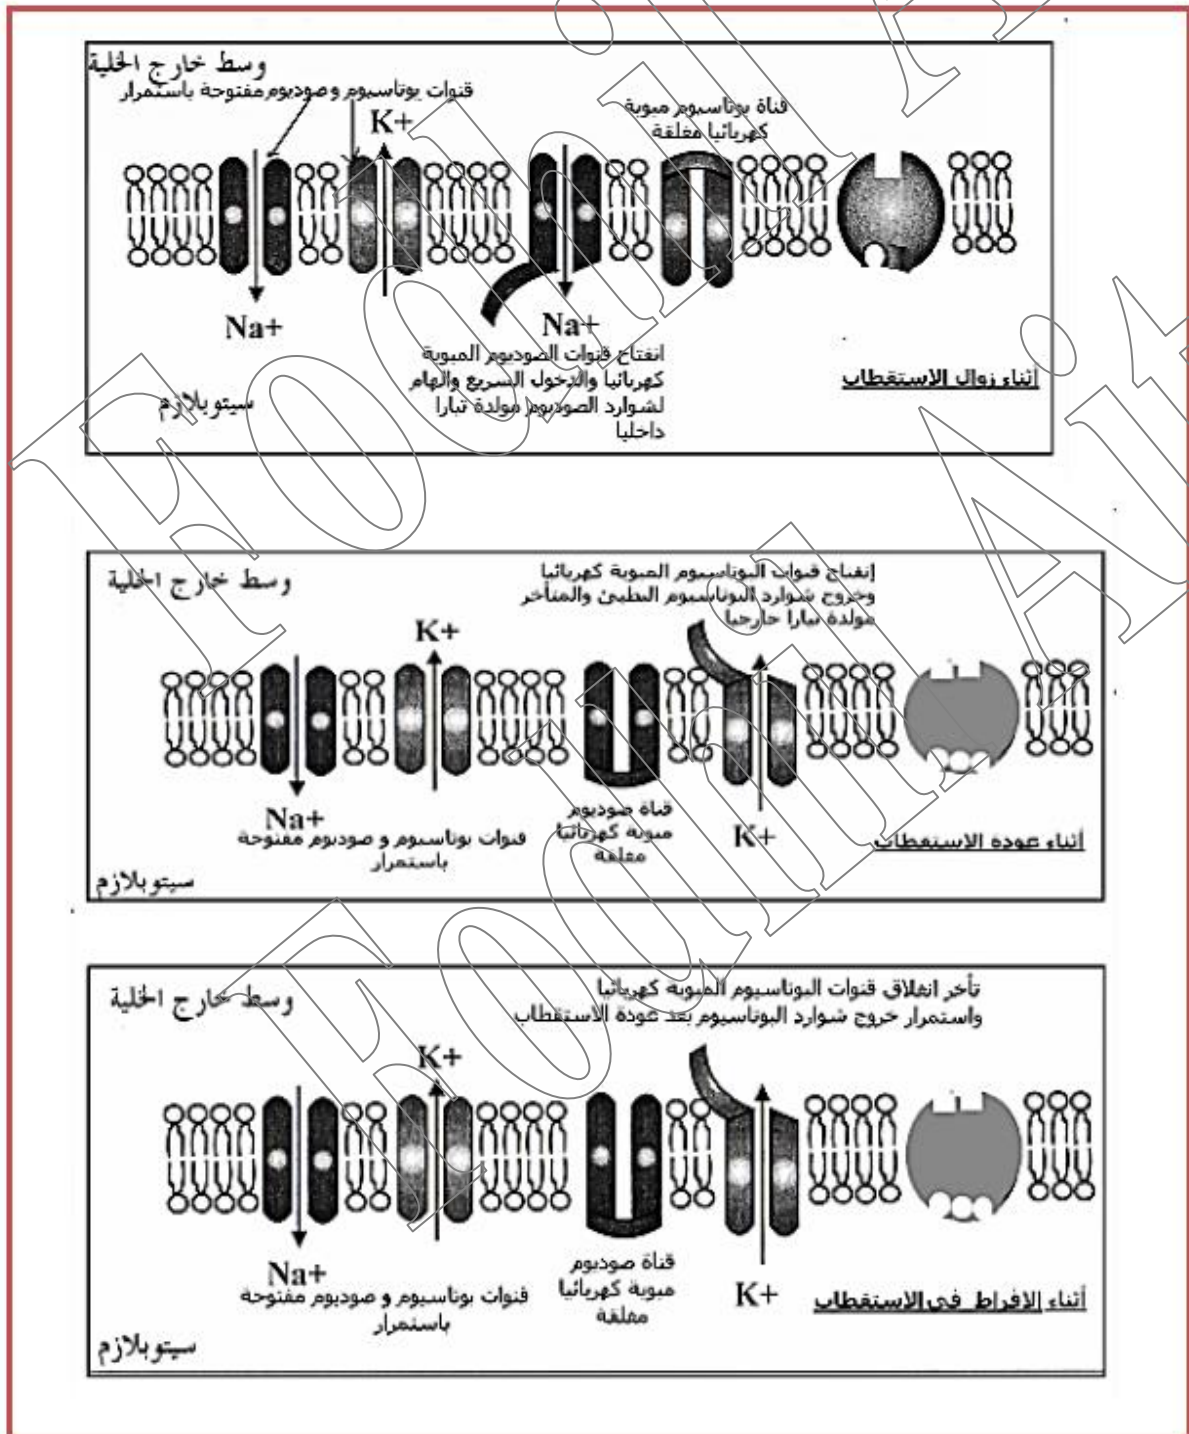 وسط خارج الخلية
قنوات بوتاسيوم و صوديوم مفتوحة باستمرار
K+
قناة بوتاسيوم مبوبة
كهربائيا مغلقة
Na+
Na+
انفتاح قنوات الصوديوم المبوبة
كهربائيا والدخول السريع والهام
لشوارد الصوديوم مولدة تيارا
داخليا
أثناء زوال الاستقطاب
سيتوبلازم
وسط خارج الخلية
إنفتاح قنوات البوتاسيوم المبوبة كهربائيا
وخروج شوارد البوتاسيوم البطيئ والمتأخر
مولدة تيارا خارجيا
K+
Na+
قنوات بوتاسيوم و صوديوم مفتوحة
باستمرار
قناة صوديوم
مبوبة كهربائيا
مغلقة
K+
أثناء عودة الاستقطاب
سيتوبلازم
وسط خارج الخلية
تأخر انغلاق قنوات البوتاسيوم المبوبة كهربائيا
واستمرار خروج شوارد البوتاسيوم بعد عودة الاستقطاب
K+
Na+
قنوات بوتاسيوم و صوديوم مفتوحة
باستمرار
قناة صوديوم
مبوبة كهربائيا
مغلقة
K+
أثناء الافراط في الاستقطاب
سيتوبلازم